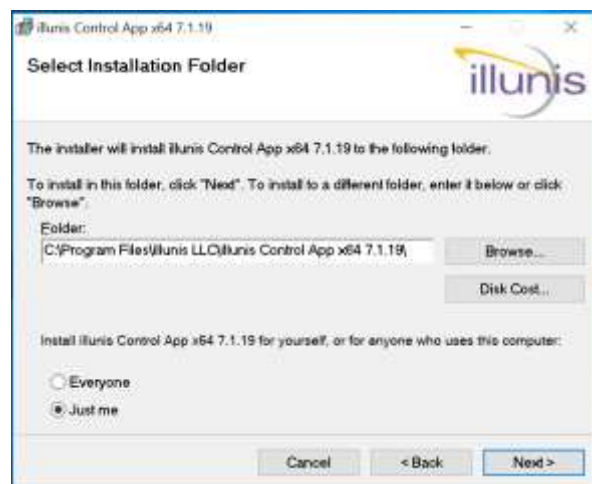 illunis Control App x64 7.1.19
Select Installation Folder
illunis
The installer will install illunis Control App x64 7.1.19 to the following folder.
To install in this folder, click "Next". To install to a different folder, enter it below or click
"Browse".
Folder:
C:\Program Files\illunis LLC\illunis Control App x64 7.1.19\
Browse...
Disk Cost...
Install illunis Control App x64 7.1.19 for yourself, or for anyone who uses this computer:
Everyone
Just me
Cancel
< Back
Next >